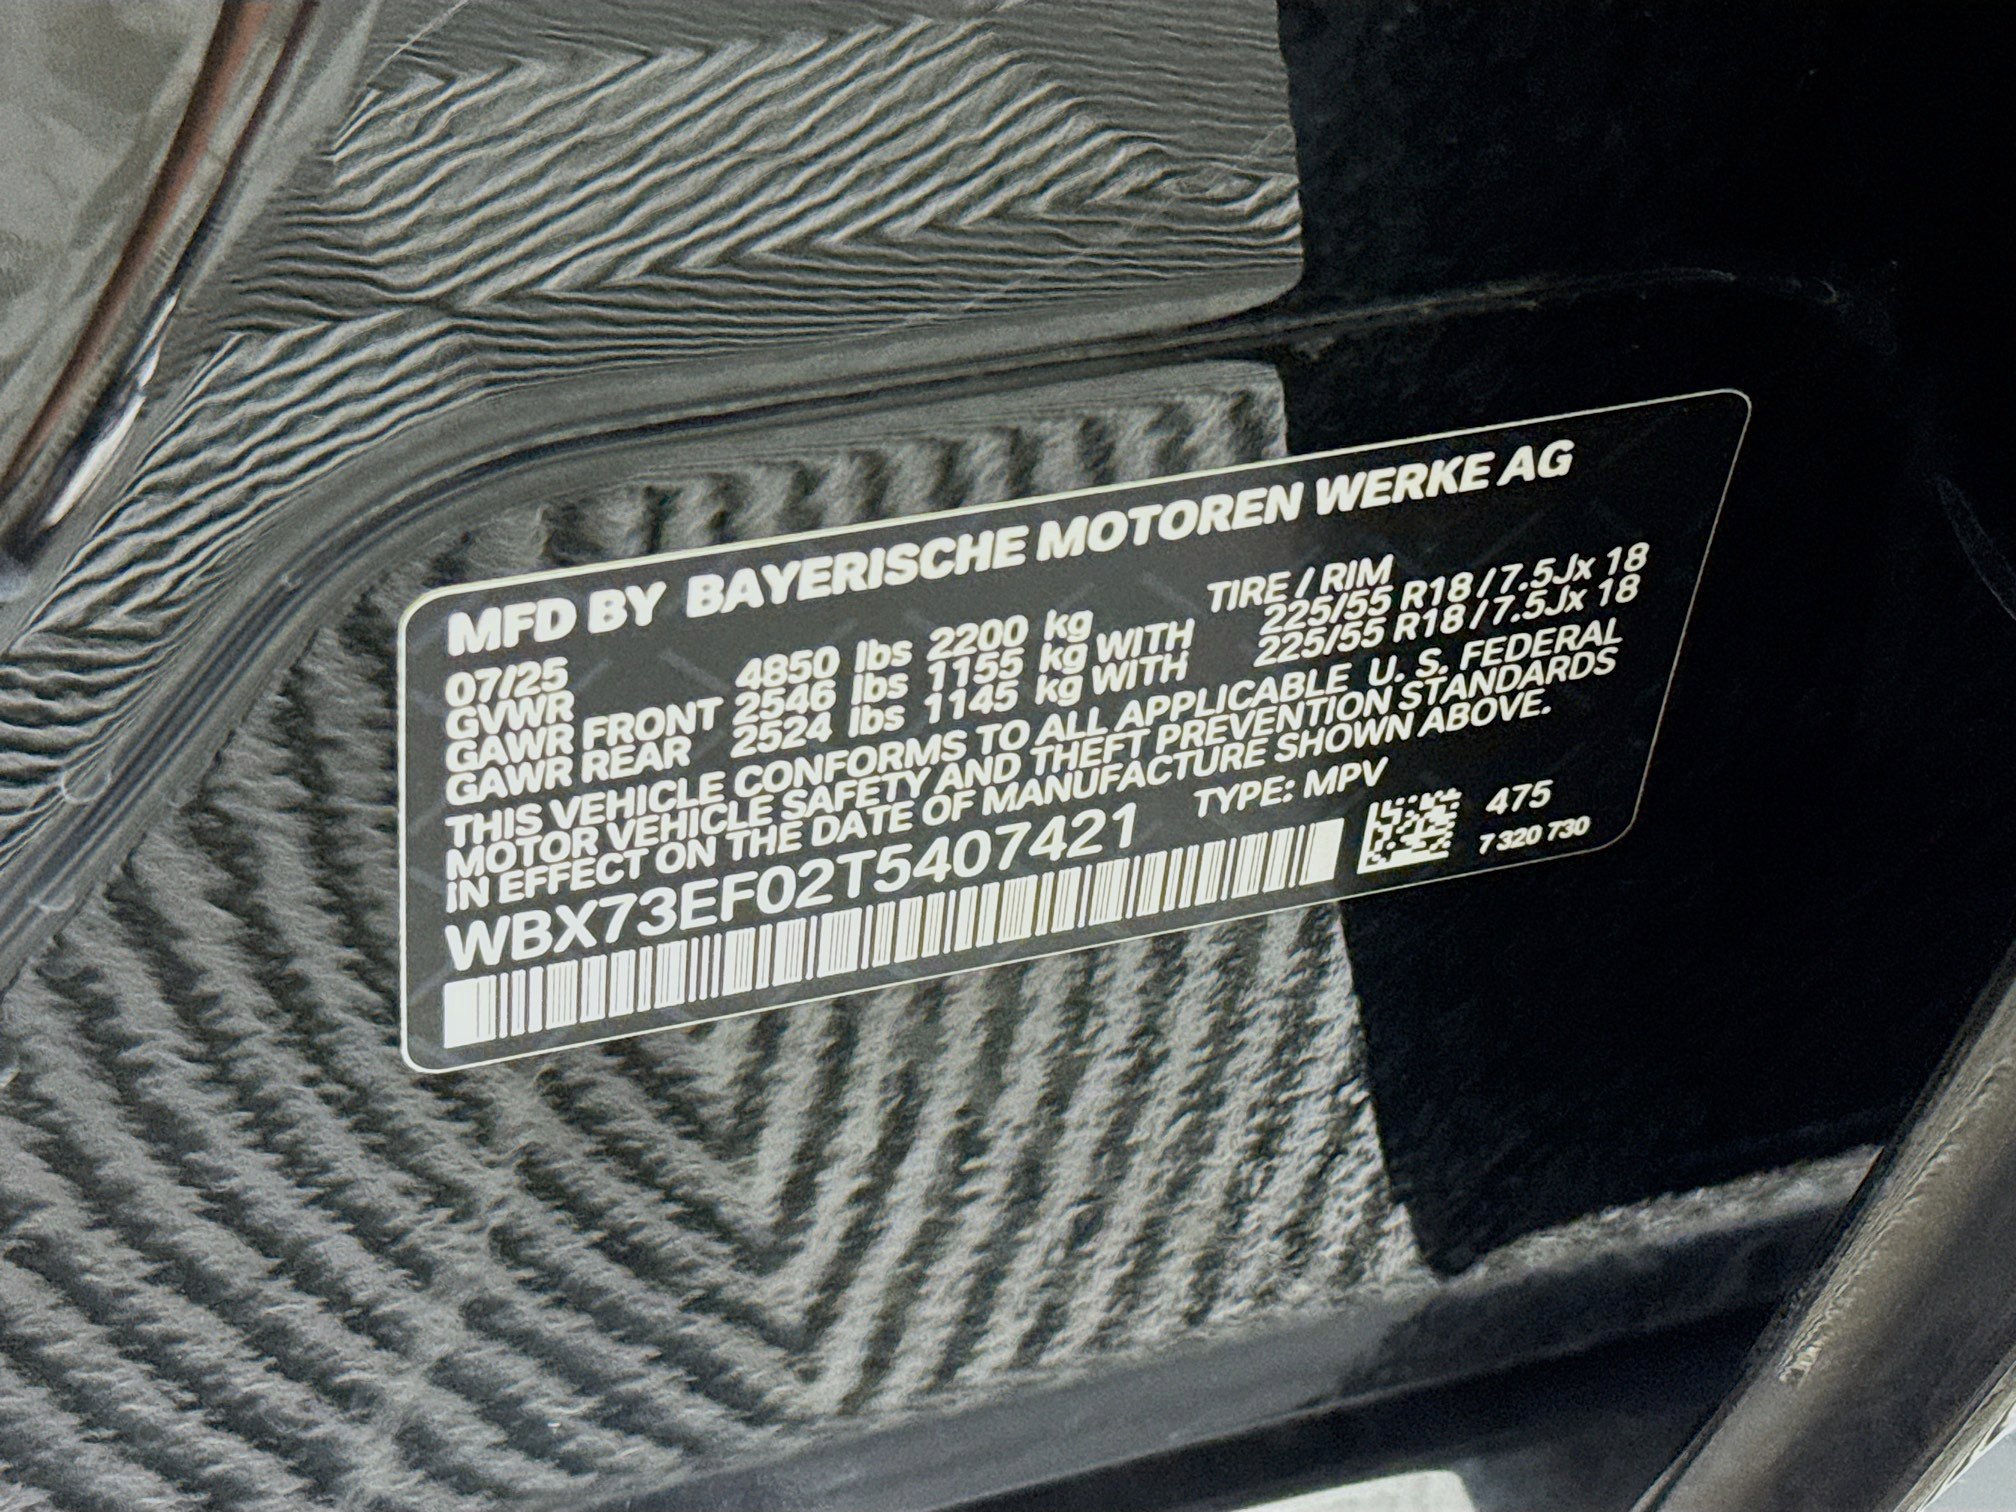 MFD BY BAYERISCHE MOTOREN WERKE AG
07/25 TIRE / RIM
GVWR 4850 lbs 2200 kg
GAWR FRONT 2546 lbs 1155 kg WITH 225/55 R18 / 7.5Jx 18
GAWR REAR 2524 lbs 1145 kg WITH 225/55 R18 / 7.5Jx 18
THIS VEHICLE CONFORMS TO ALL APPLICABLE U. S. FEDERAL
MOTOR VEHICLE SAFETY AND THEFT PREVENTION STANDARDS
IN EFFECT ON THE DATE OF MANUFACTURE SHOWN ABOVE.
WBX73EF02T5407421 TYPE: MPV
475
7 320 730